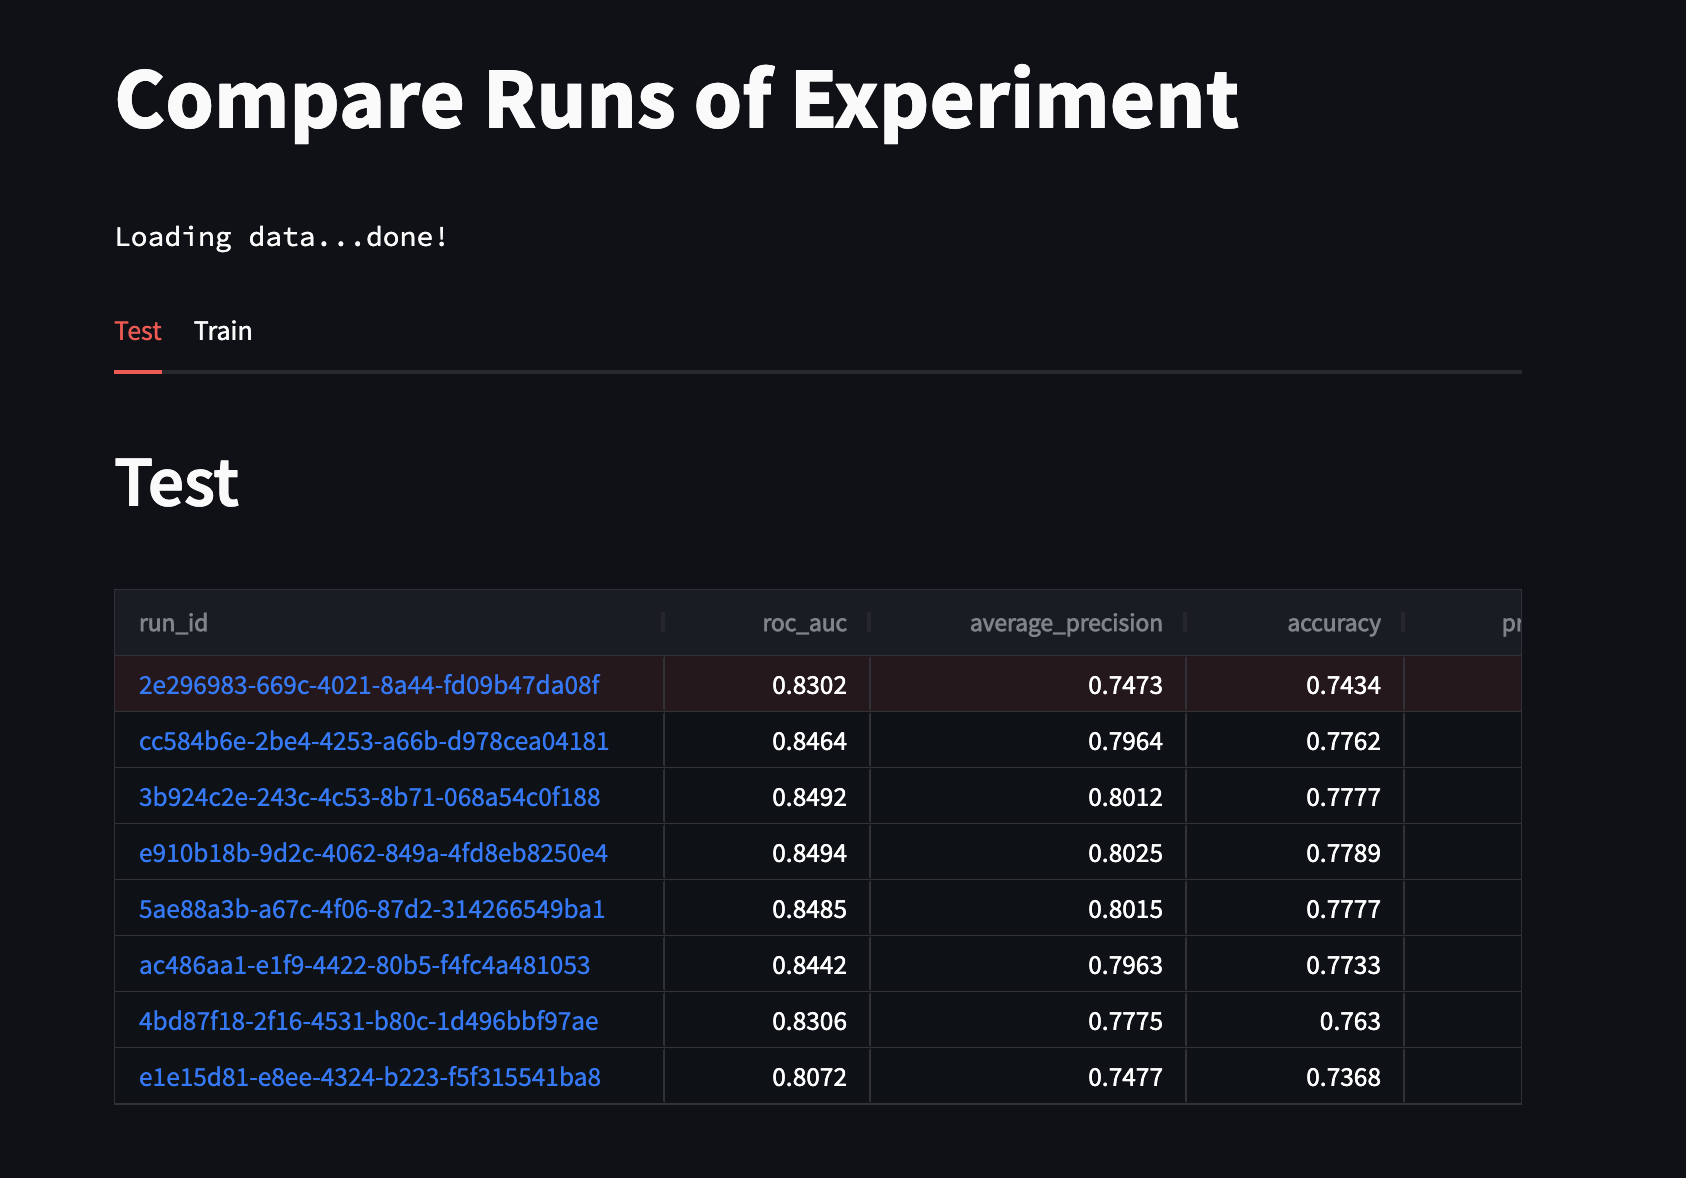 Compare Runs of Experiment
Loading data...done!
Test Train
Test
run_id roc_auc average_precision accuracy pr
2e296983-669c-4021-8a44-fd09b47da08f 0.8302 0.7473 0.7434
cc584b6e-2be4-4253-a66b-d978cea04181 0.8464 0.7964 0.7762
3b924c2e-243c-4c53-8b71-068a54c0f188 0.8492 0.8012 0.7777
e910b18b-9d2c-4062-849a-4fd8eb8250e4 0.8494 0.8025 0.7789
5ae88a3b-a67c-4f06-87d2-314266549ba1 0.8485 0.8015 0.7777
ac486aa1-e1f9-4422-80b5-f4fc4a481053 0.8442 0.7963 0.7733
4bd87f18-2f16-4531-b80c-1d496bbf97ae 0.8306 0.7775 0.763
e1e15d81-e8ee-4324-b223-f5f315541ba8 0.8072 0.7477 0.7368